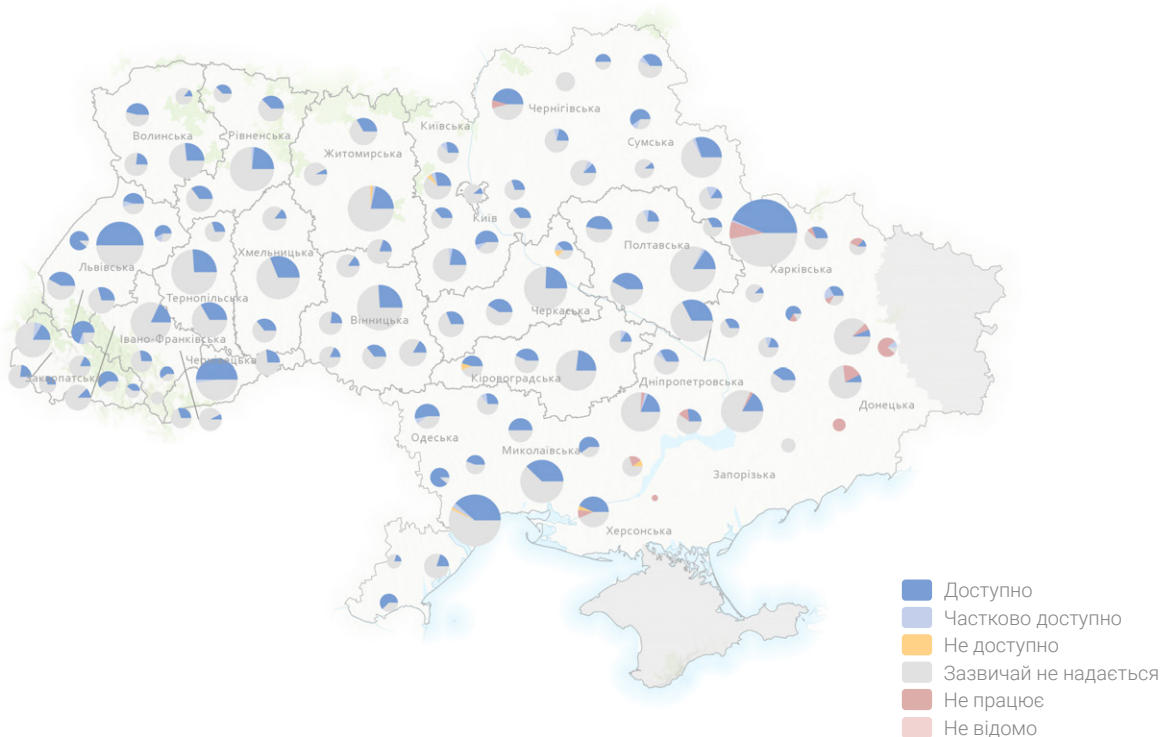 Чернігівська
Київська
Волинська
Рівненська
Житомирська
Сумська
Київ
Полтавська
Хмельницька
Львівська
Харківська
Тернопільська
Вінницька
Черкаська
Івано-Франківська
Чернівецька
Закарпатська
Кіровоградська
Дніпропетровська
Донецька
Одеська
Миколаївська
Запорізька
Херсонська
Доступно
Частково доступно
Не доступно
Зазвичай не надається
Не працює
Не відомо